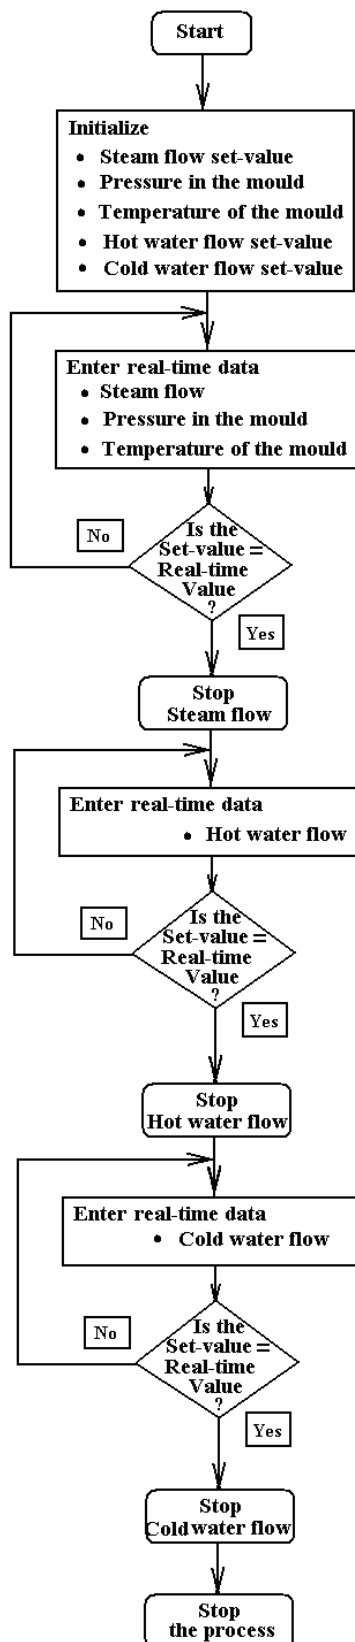 Start
Initialize
• Steam flow set-value
• Pressure in the mould
• Temperature of the mould
• Hot water flow set-value
• Cold water flow set-value
Enter real-time data
• Steam flow
• Pressure in the mould
• Temperature of the mould
No
Is the
Set-value =
Real-time
Value
?
Yes
Stop
Steam flow
Enter real-time data
• Hot water flow
No
Is the
Set-value =
Real-time
Value
?
Yes
Stop
Hot water flow
Enter real-time data
• Cold water flow
No
Is the
Set-value =
Real-time
Value
?
Yes
Stop
Cold water flow
Stop
the process